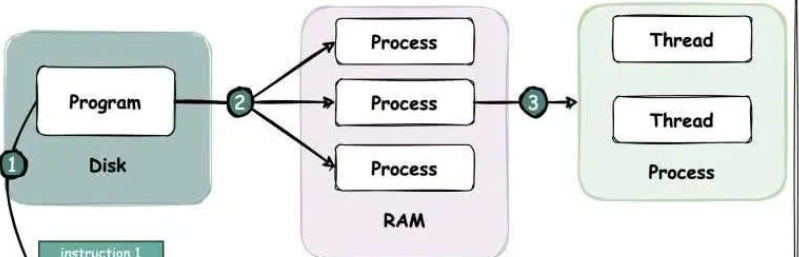 Program
Disk
1
2
Process
Process
Process
RAM
3
Thread
Thread
Process
instruction 1